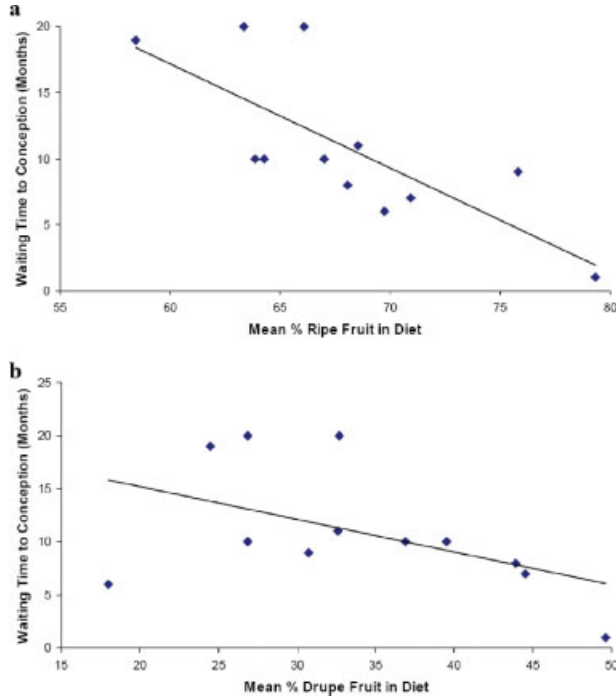 a
20
15
10
5
0
Waiting Time to Conception (Months)
55 60 65 70 75 80
Mean % Ripe Fruit in Diet
b
25
20
15
10
5
0
Waiting Time to Conception (Months)
15 20 25 30 35 40 45 50
Mean % Drupe Fruit in Diet